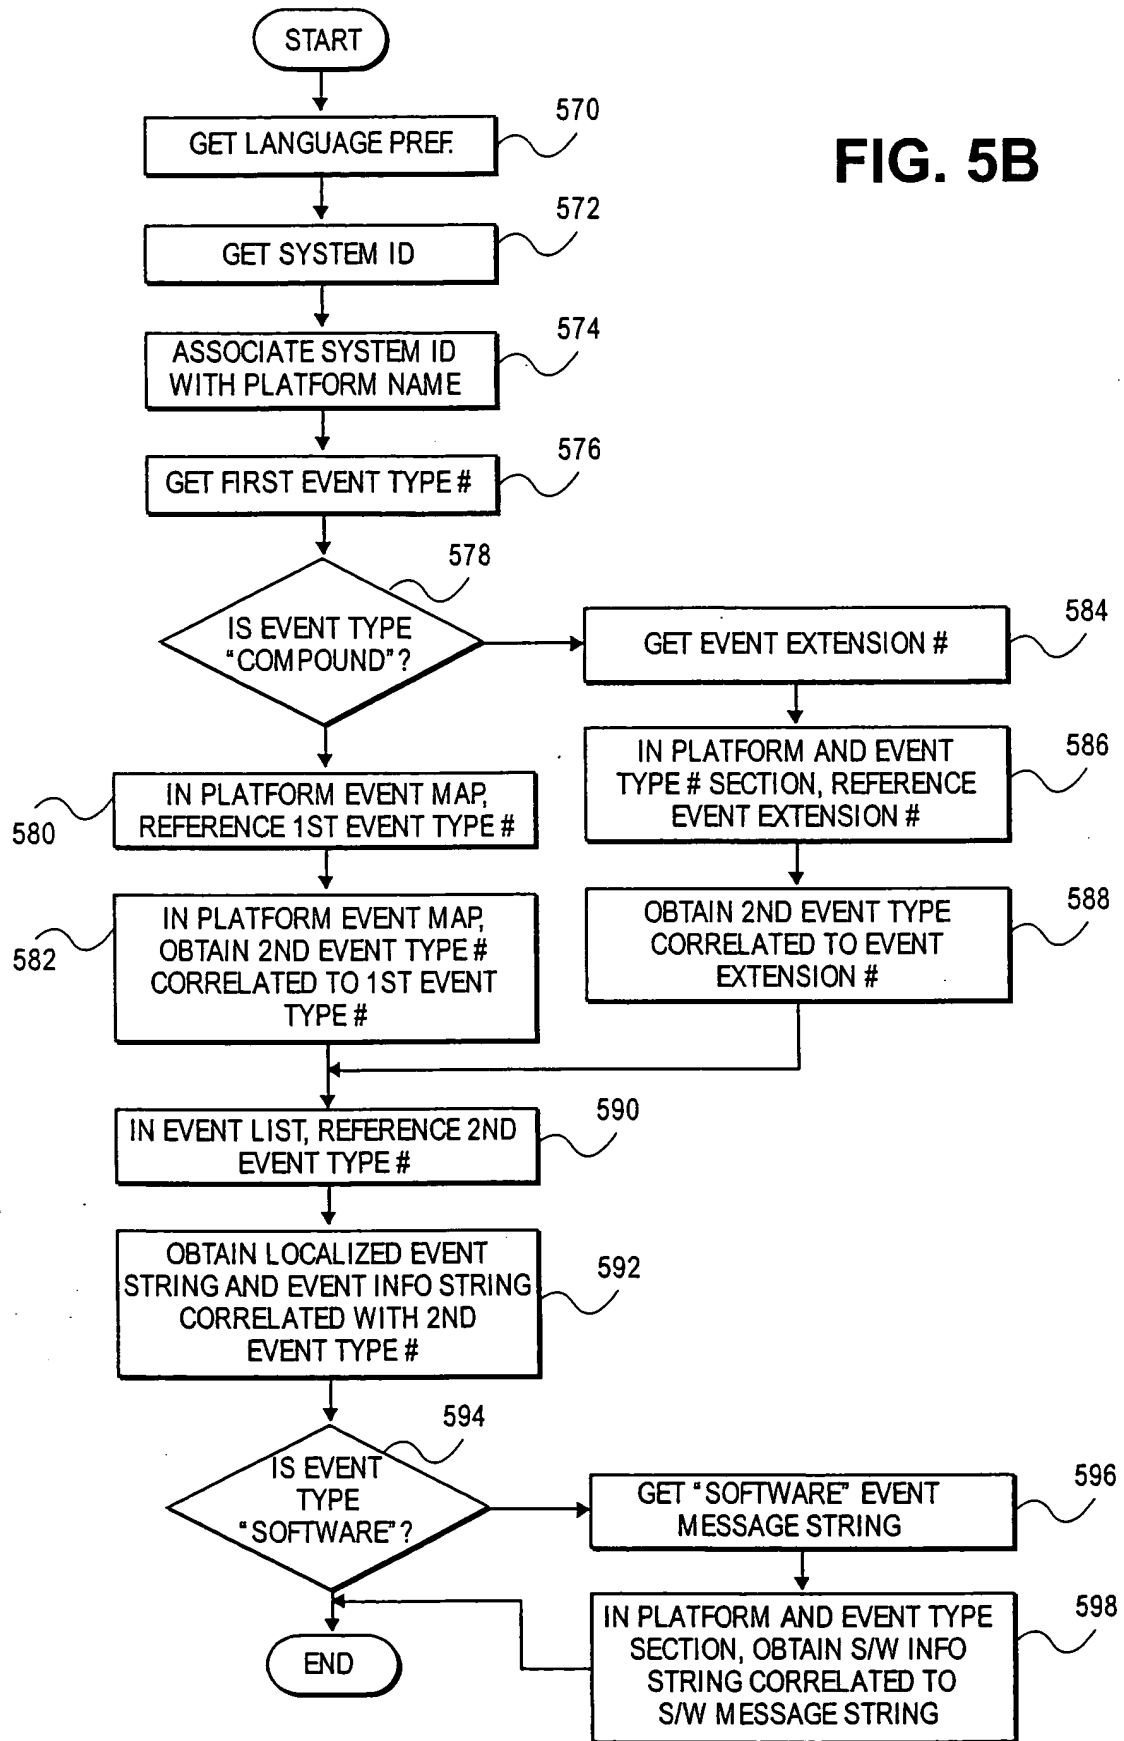 START
570
GET LANGUAGE PREF.
FIG. 5B
572
GET SYSTEM ID
574
ASSOCIATE SYSTEM ID
WITH PLATFORM NAME
576
GET FIRST EVENT TYPE #
578
IS EVENT TYPE
"COMPOUND"?
584
GET EVENT EXTENSION #
586
IN PLATFORM AND EVENT
TYPE # SECTION, REFERENCE
EVENT EXTENSION #
580
IN PLATFORM EVENT MAP,
REFERENCE 1ST EVENT TYPE #
588
OBTAIN 2ND EVENT TYPE
CORRELATED TO EVENT
EXTENSION #
582
IN PLATFORM EVENT MAP,
OBTAIN 2ND EVENT TYPE #
CORRELATED TO 1ST EVENT
TYPE #
590
IN EVENT LIST, REFERENCE 2ND
EVENT TYPE #
592
OBTAIN LOCALIZED EVENT
STRING AND EVENT INFO STRING
CORRELATED WITH 2ND
EVENT TYPE #
594
IS EVENT
TYPE
"SOFTWARE"?
596
GET "SOFTWARE" EVENT
MESSAGE STRING
598
IN PLATFORM AND EVENT TYPE
SECTION, OBTAIN S/W INFO
STRING CORRELATED TO
S/W MESSAGE STRING
END